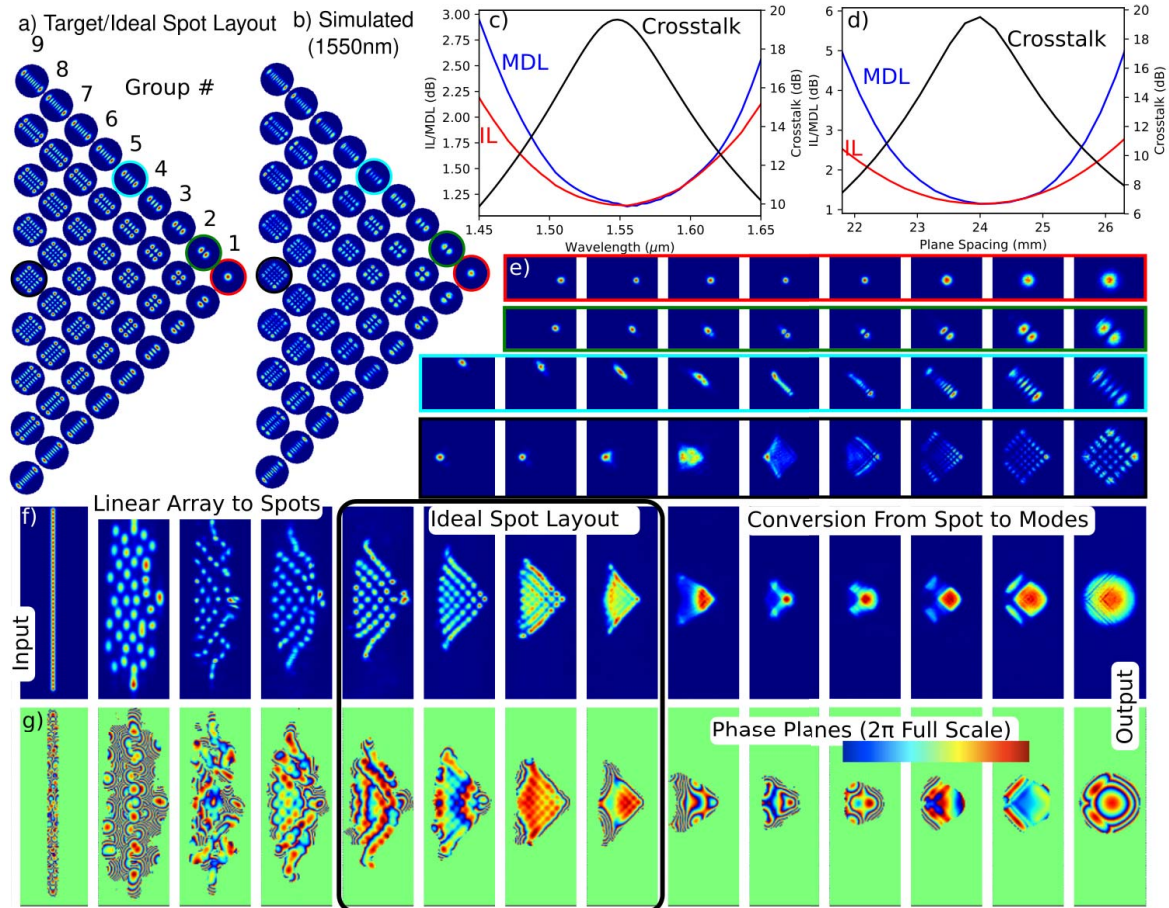 a) Target/Ideal Spot Layout
9
8
7
6
5
4
3
2
1
Group #
b) Simulated
(1550nm)
c)
Crosstalk
MDL
IL
3.00
2.75
2.50
2.25
2.00
1.75
1.50
1.25
IL/MDL (dB)
20
18
16
14
12
10
Crosstalk (dB)
1.45
1.50
1.55
1.60
1.65
Wavelength (μm)
d)
Crosstalk
MDL
IL
6
5
4
3
2
1
IL/MDL (dB)
20
18
16
14
12
10
8
6
Crosstalk (dB)
22
23
24
25
26
Plane Spacing (mm)
e)
f)
Linear Array to Spots
Ideal Spot Layout
Conversion From Spot to Modes
Input
Output
g)
Phase Planes (2π Full Scale)